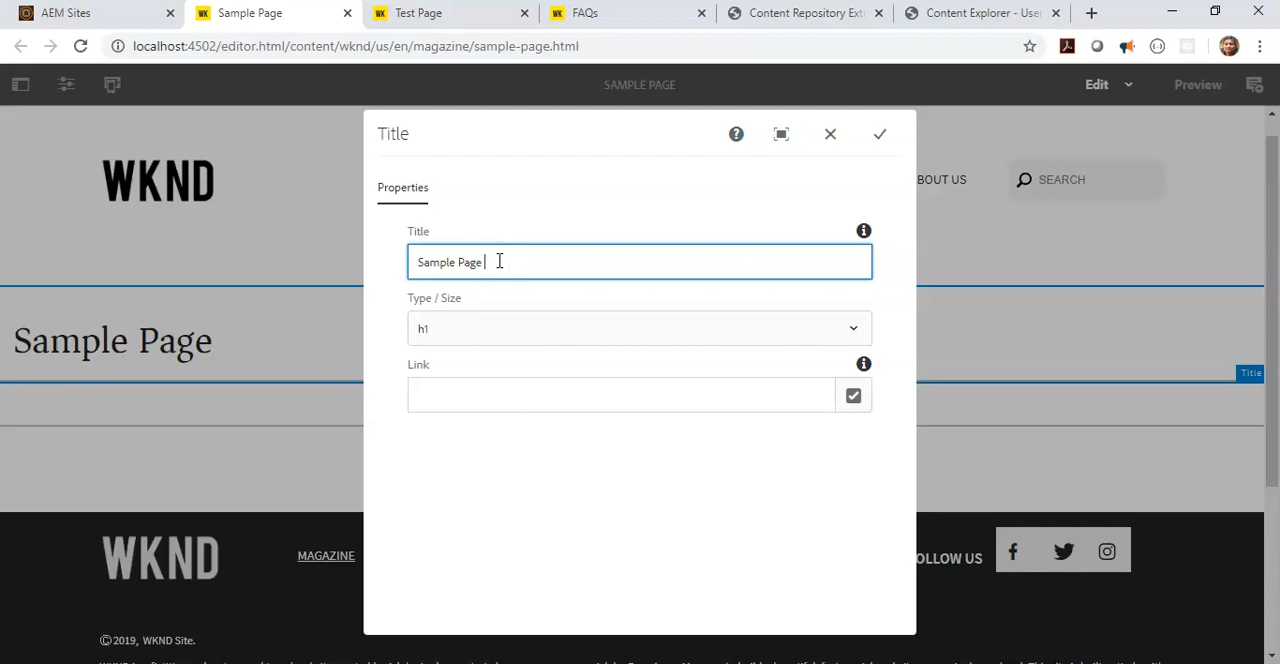 AEM Sites
Sample Page
Test Page
FAQs
Content Repository Ext
Content Explorer - Use
localhost:4502/editor.html/content/wknd/us/en/magazine/sample-page.html
SAMPLE PAGE
Edit
Preview
WKND
BOUT US
SEARCH
Title
Properties
Title
Sample Page
Type / Size
h1
Link
Sample Page
Title
WKND
MAGAZINE
OLLOW US
©2019, WKND Site.